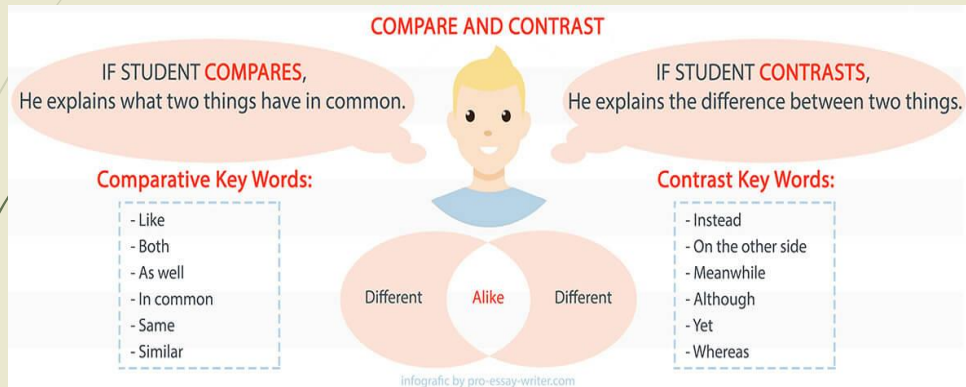 COMPARE AND CONTRAST
IF STUDENT COMPARES,
He explains what two things have in common.
IF STUDENT CONTRASTS,
He explains the difference between two things.
Comparative Key Words:
- Like
- Both
- As well
- In common
- Same
- Similar
Different
Alike
Different
Contrast Key Words:
- Instead
- On the other side
- Meanwhile
- Although
- Yet
- Whereas
infografic by pro-essay-writer.com